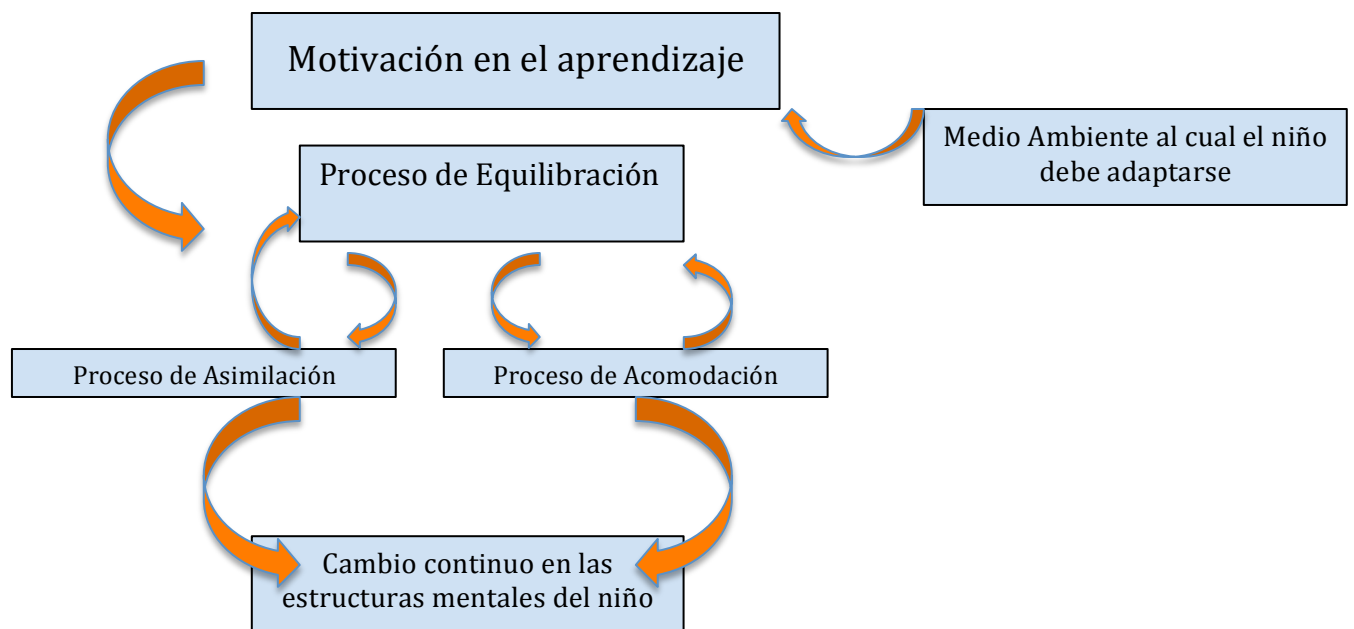 Motivación en el aprendizaje
Medio Ambiente al cual el niño
debe adaptarse
Proceso de Equilibración
Proceso de Asimilación
Proceso de Acomodación
Cambio continuo en las
estructuras mentales del niño